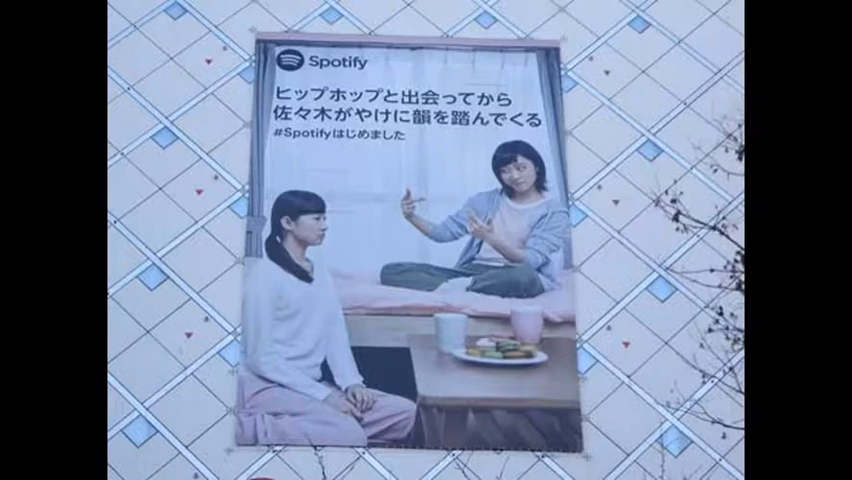 Spotify
ヒップホップと出会ってから
佐々木がやけに韻を踏んでくる
#Spotifyはじめました